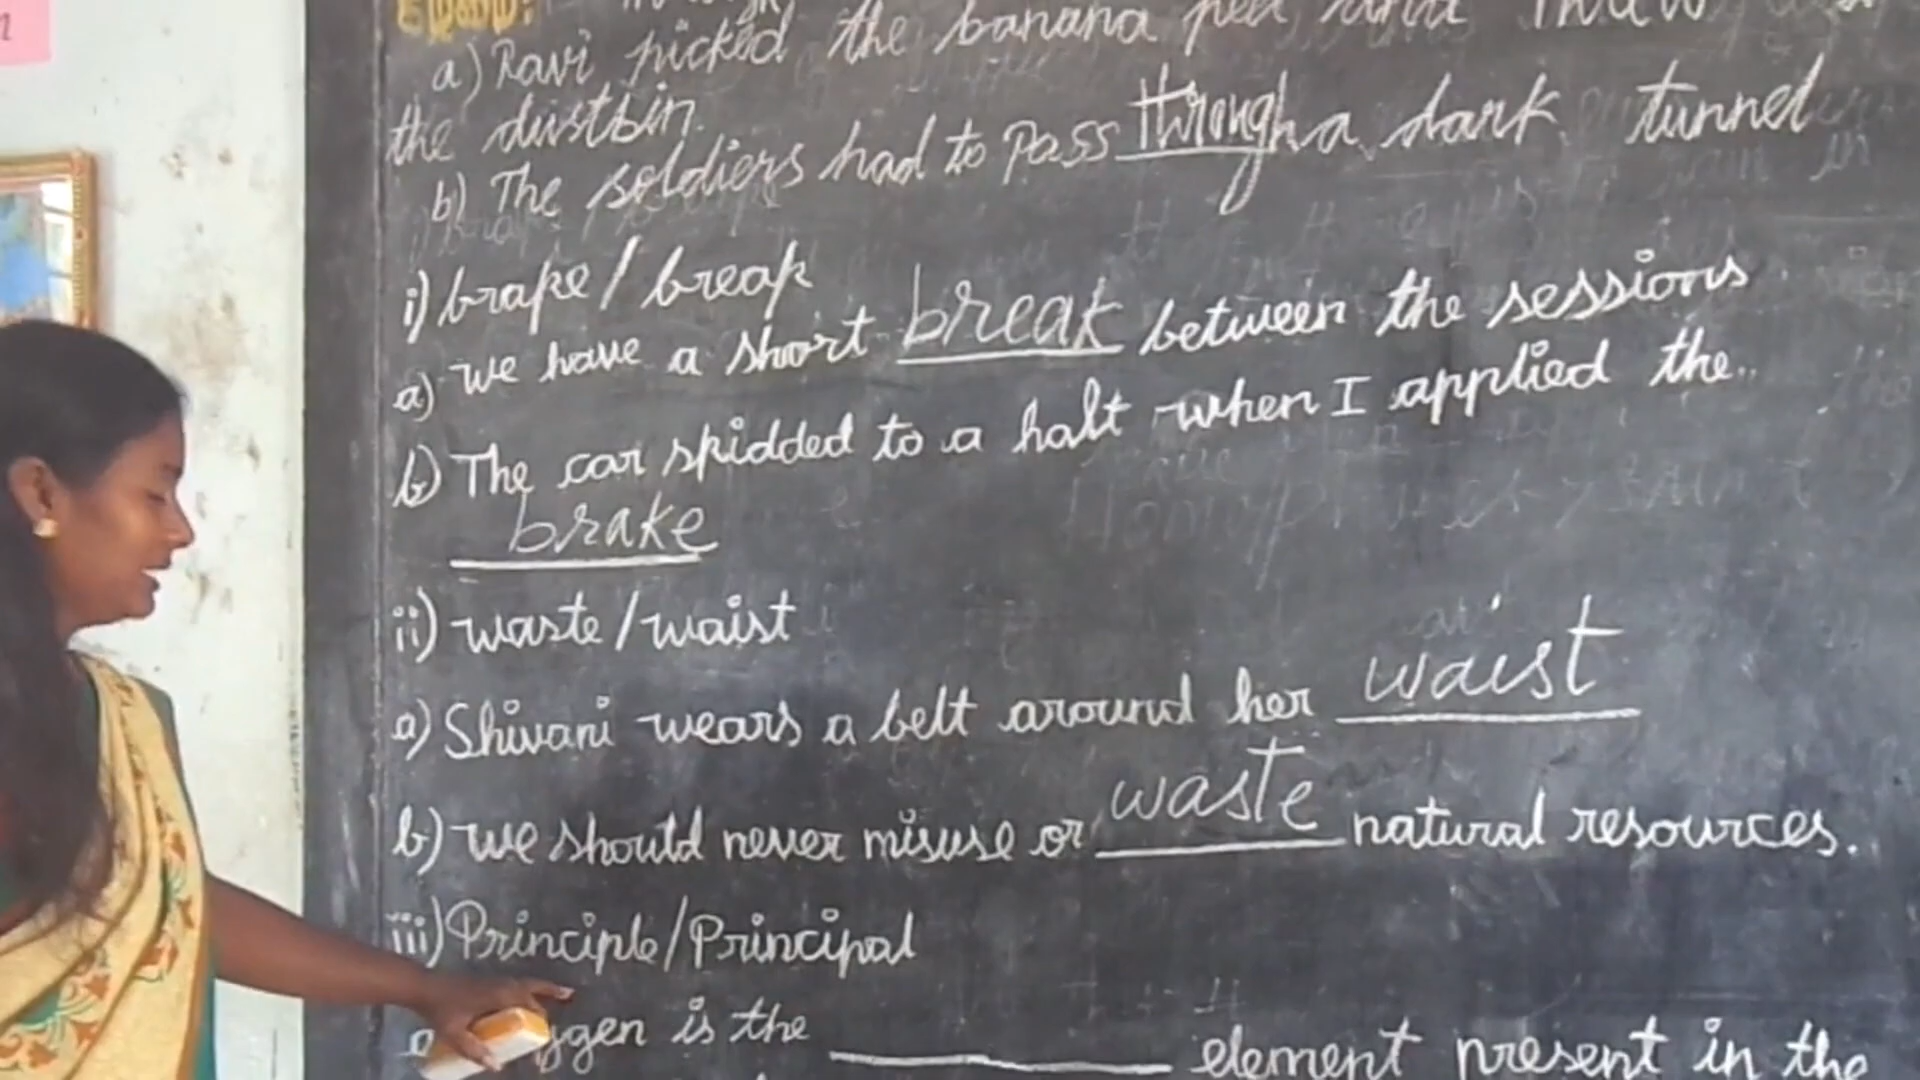 a) Ravi picked the banana peel and threw
the dustbin.
b) The soldiers had to pass through a dark tunnel
i) brake / break
a) we have a short break between the sessions
b) The car skidded to a halt when I applied the..
brake
ii) waste / waist
a) Shivani wears a belt around her waist
b) we should never misuse or waste natural resources.
iii) Principle / Principal
is the ______ element present in the